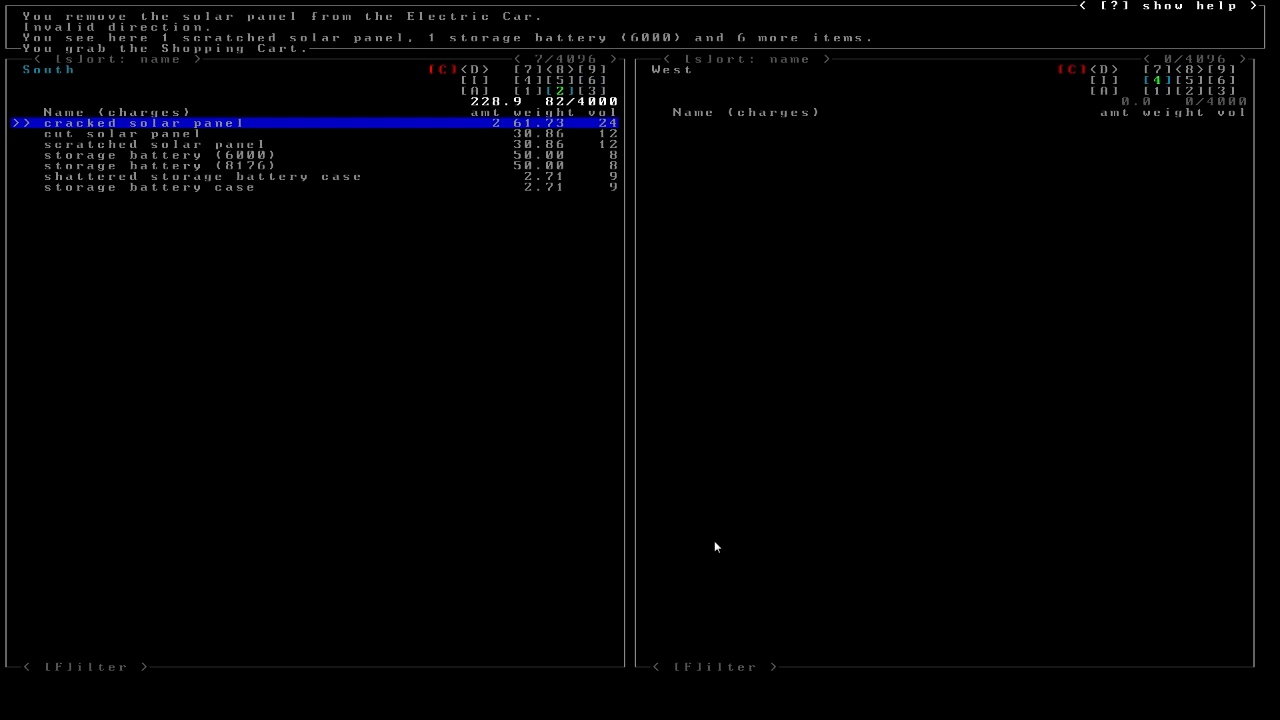 < [?] show help >
You remove the solar panel from the Electric Car.
Invalid direction.
You see here 1 scratched solar panel, 1 storage battery (6000) and 6 more items.
You grab the Shopping Cart.
< [s]ort: name > < 7/4096 >
South [C]<D> [7]<8>[9]
[I] [4][5][6]
[A] [1][2][3]
228.9 82/4000
Name (charges) amt weight vol
>> cracked solar panel 2 61.73 24
cut solar panel 30.86 12
scratched solar panel 30.86 12
storage battery (6000) 50.00 8
storage battery (8176) 50.00 8
shattered storage battery case 2.71 9
storage battery case 2.71 9
< [F]ilter >
< [s]ort: name > < 0/4096 >
West [C]<D> [7]<8>[9]
[I] [4][5][6]
[A] [1][2][3]
0.0 0/4000
Name (charges) amt weight vol
< [F]ilter >